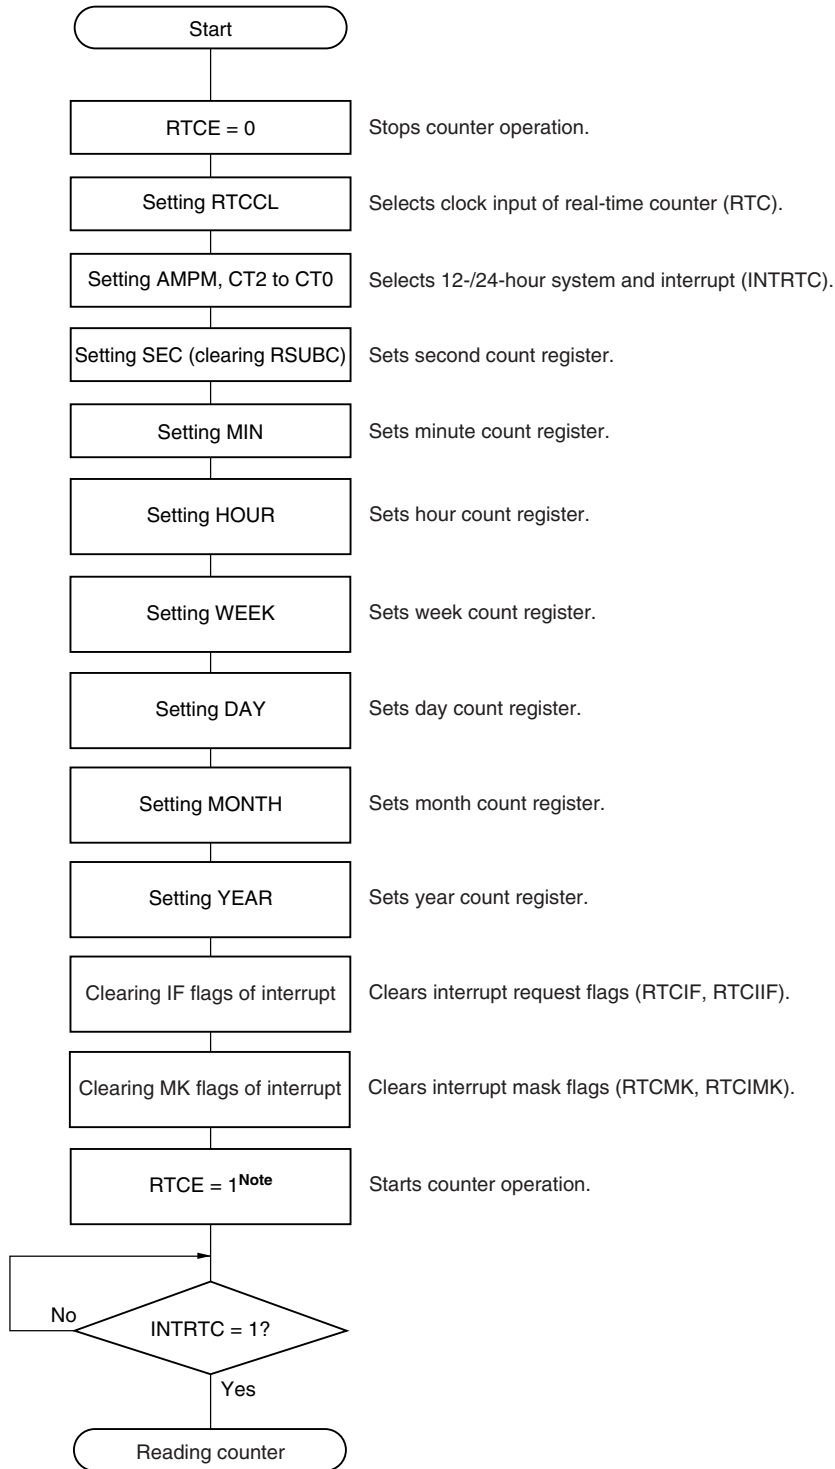 Start
RTCE = 0
Stops counter operation.
Setting RTCCL
Selects clock input of real-time counter (RTC).
Setting AMPM, CT2 to CT0
Selects 12-/24-hour system and interrupt (INTRTC).
Setting SEC (clearing RSUBC)
Sets second count register.
Setting MIN
Sets minute count register.
Setting HOUR
Sets hour count register.
Setting WEEK
Sets week count register.
Setting DAY
Sets day count register.
Setting MONTH
Sets month count register.
Setting YEAR
Sets year count register.
Clearing IF flags of interrupt
Clears interrupt request flags (RTCIF, RTCIIF).
Clearing MK flags of interrupt
Clears interrupt mask flags (RTCMK, RTCIMK).
RTCE = 1Note
Starts counter operation.
No
INTRTC = 1?
Yes
Reading counter